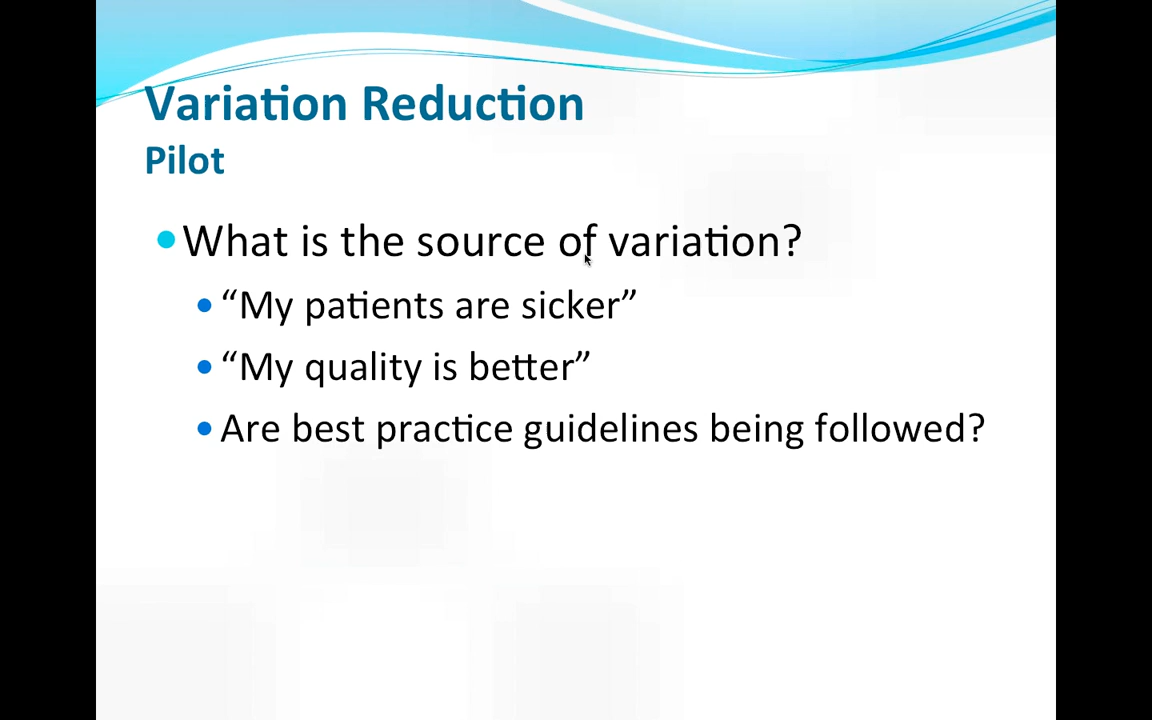 Variation Reduction
Pilot
What is the source of variation?
“My patients are sicker”
“My quality is better”
Are best practice guidelines being followed?